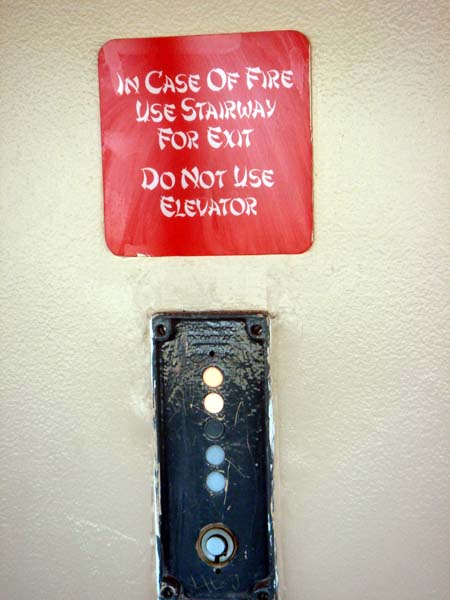 In Case Of Fire
Use Stairway
For Exit
Do Not Use
Elevator